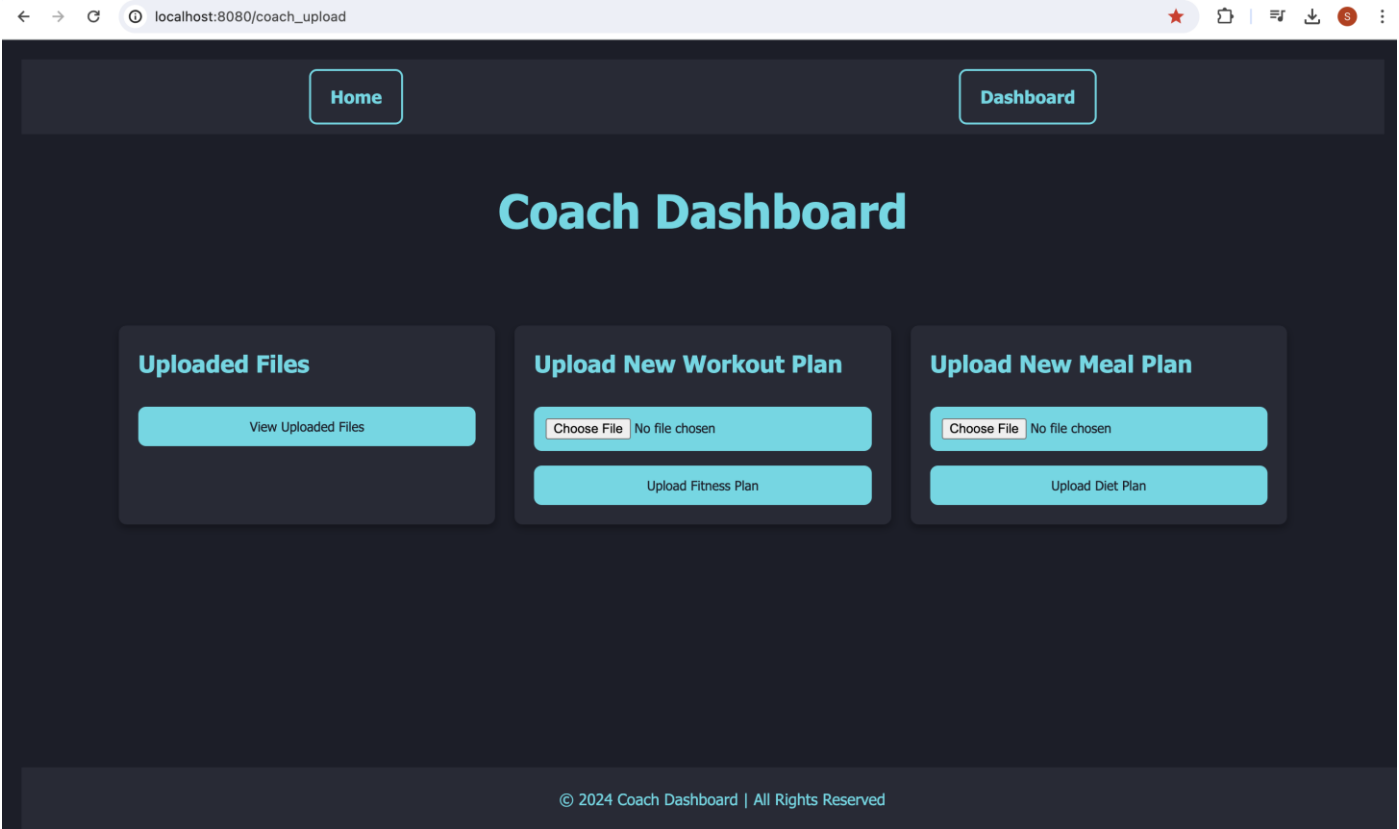 localhost:8080/coach_upload
S
Home
Dashboard
Coach Dashboard
Uploaded Files
View Uploaded Files
Upload New Workout Plan
Choose File No file chosen
Upload Fitness Plan
Upload New Meal Plan
Choose File No file chosen
Upload Diet Plan
© 2024 Coach Dashboard | All Rights Reserved